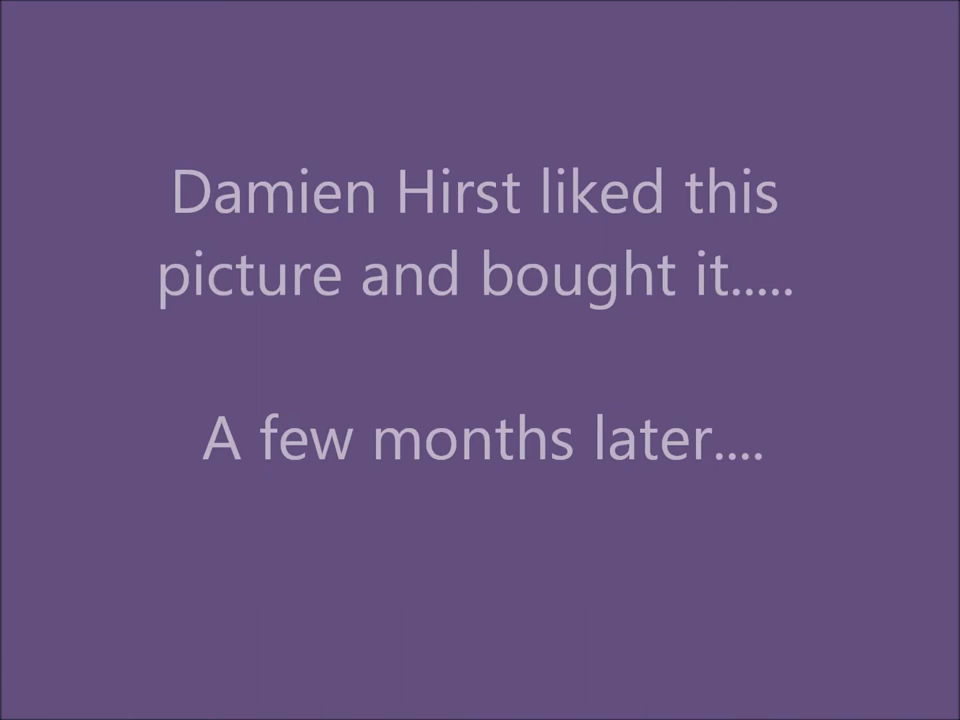 Damien Hirst liked this
picture and bought it.....
A few months later....